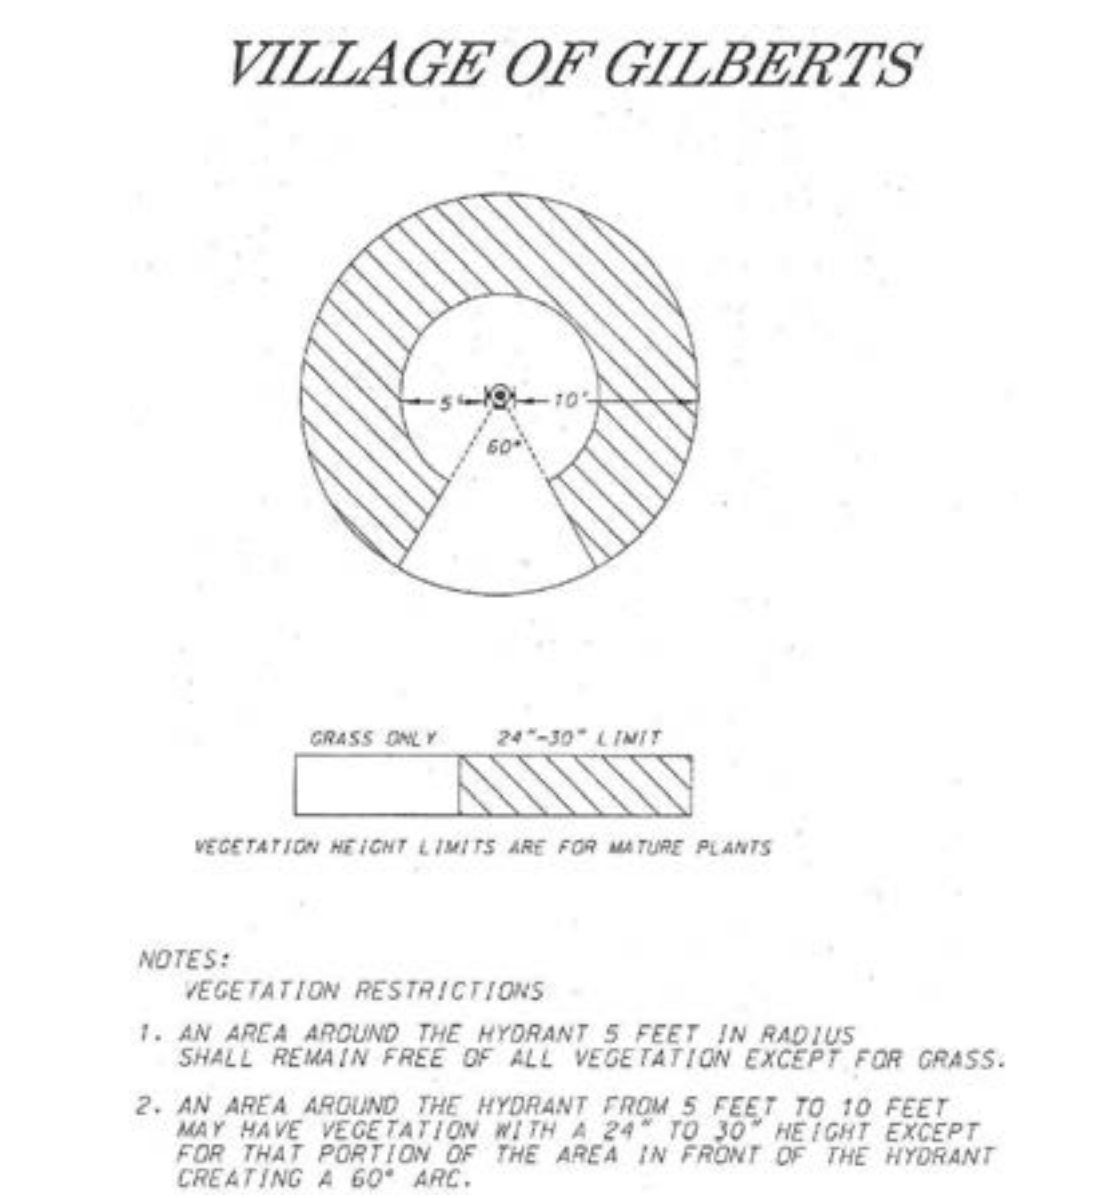 VILLAGE OF GILBERTS
5'
10'
60°
GRASS ONLY 24"-30" LIMIT
VEGETATION HEIGHT LIMITS ARE FOR MATURE PLANTS
NOTES:
VEGETATION RESTRICTIONS
1. AN AREA AROUND THE HYDRANT 5 FEET IN RADIUS
SHALL REMAIN FREE OF ALL VEGETATION EXCEPT FOR GRASS.
2. AN AREA AROUND THE HYDRANT FROM 5 FEET TO 10 FEET
MAY HAVE VEGETATION WITH A 24" TO 30" HEIGHT EXCEPT
FOR THAT PORTION OF THE AREA IN FRONT OF THE HYDRANT
CREATING A 60° ARC.